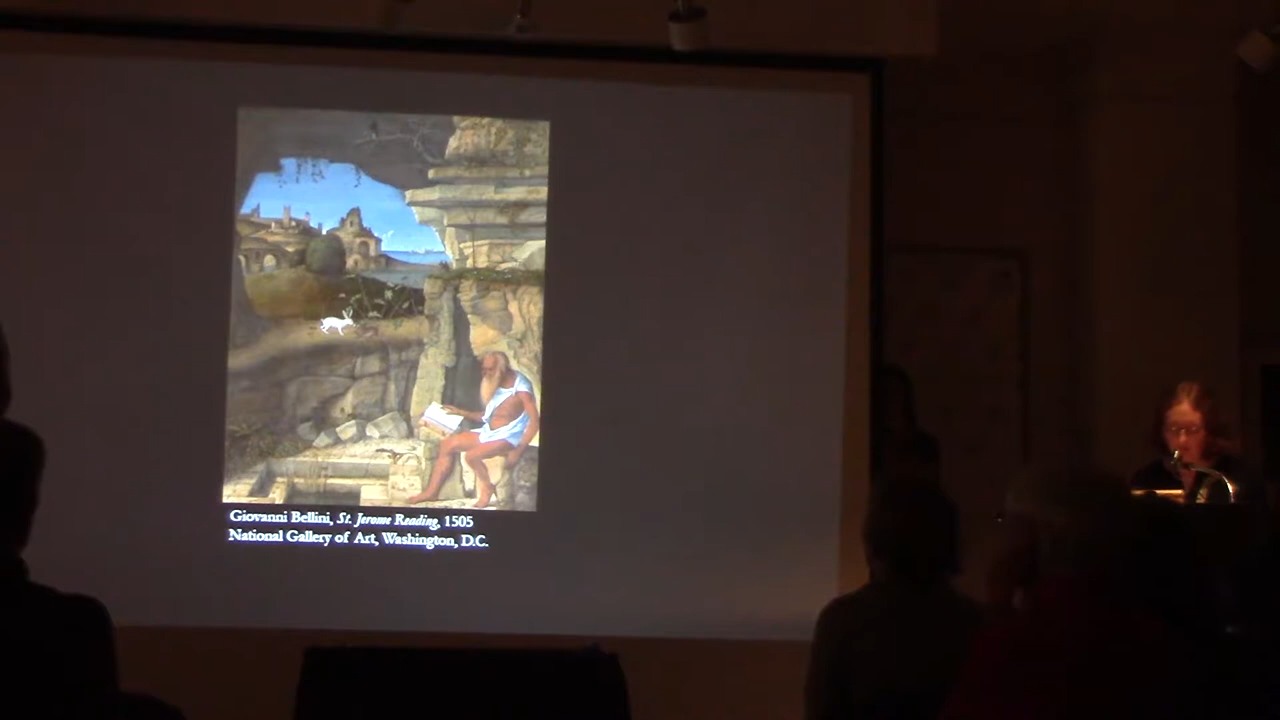 Giovanni Bellini, St. Jerome Reading, 1505
National Gallery of Art, Washington, D.C.